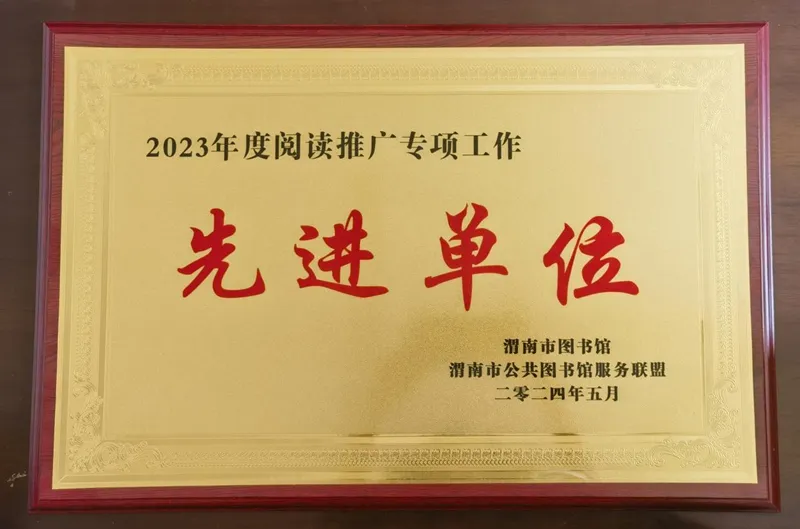 2023年度阅读推广专项工作
先进单位
渭南市图书馆
渭南市公共图书馆服务联盟
二零二四年五月